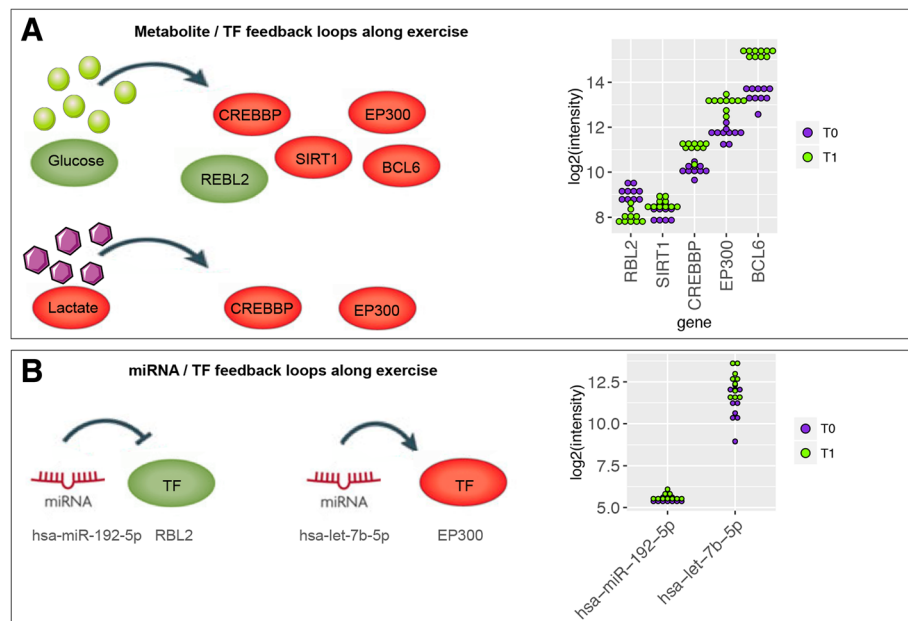 A
Metabolite / TF feedback loops along exercise
Glucose
CREBBP
EP300
REBL2
SIRT1
BCL6
Lactate
CREBBP
EP300
log2(intensity)
14
12
10
8
RBL2
SIRT1
CREBBP
EP300
BCL6
gene
T0
T1
B
miRNA / TF feedback loops along exercise
miRNA
TF
miRNA
TF
hsa-miR-192-5p
RBL2
hsa-let-7b-5p
EP300
log2(intensity)
12.5
10.0
7.5
5.0
hsa−miR−192−5p
hsa−let−7b−5p
T0
T1